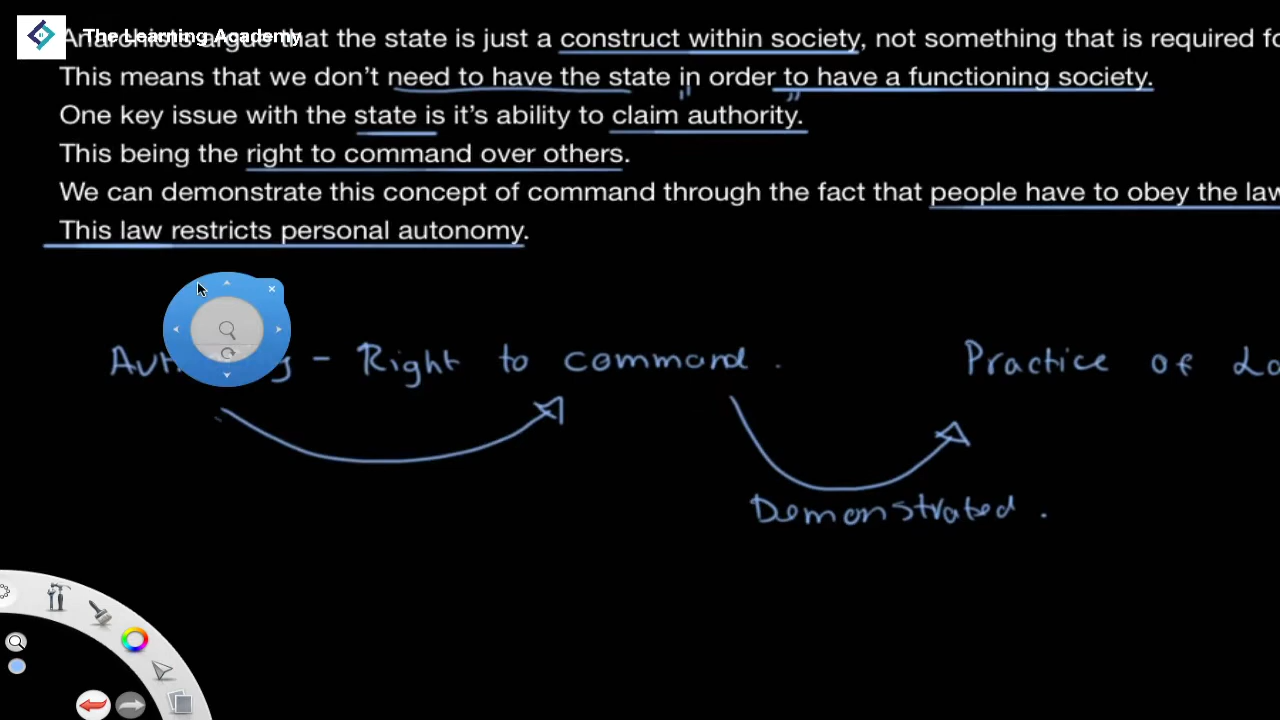 The Learning Academy
Anarchists argue that the state is just a construct within society, not something that is required fo
This means that we don't need to have the state in order to have a functioning society.
One key issue with the state is it's ability to claim authority.
This being the right to command over others.
We can demonstrate this concept of command through the fact that people have to obey the law
This law restricts personal autonomy.
- Right to command. Practice of La
Demonstrated.